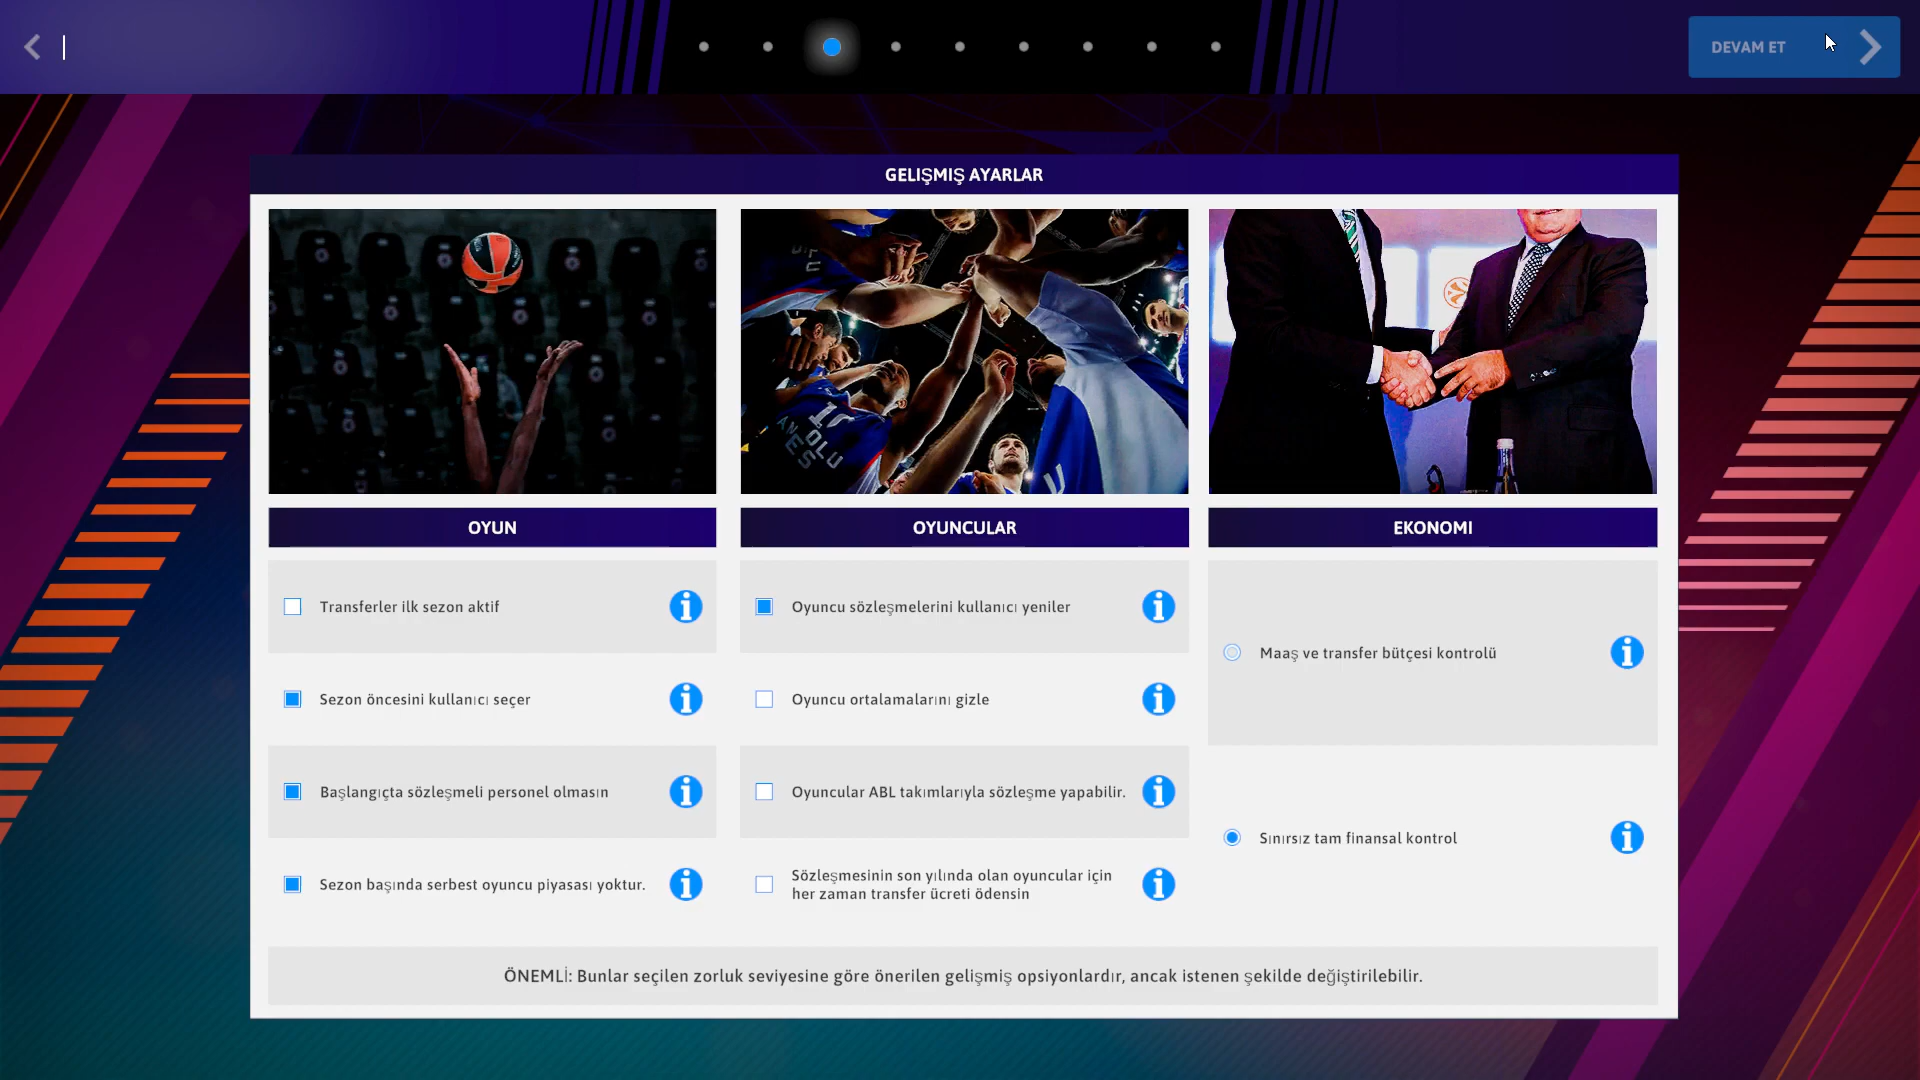 DEVAM ET
GELIŞMIŞ AYARLAR
10
ANADOLU
EFES
OYUN
OYUNCULAR
EKONOMI
Transferler ilk sezon aktif
Oyuncu sözleşmelerini kullanıcı yeniler
Maaş ve transfer bütçesi kontrolü
Sezon öncesini kullanıcı seçer
Oyuncu ortalamalarını gizle
Başlangıçta sözleşmeli personel olmasın
Oyuncular ABL takımlarıyla sözleşme yapabilir.
Sınırsız tam finansal kontrol
Sezon başında serbest oyuncu piyasası yoktur.
Sözleşmesinin son yılında olan oyuncular için
her zaman transfer ücreti ödensin
ÖNEMLİ: Bunlar seçilen zorluk seviyesine göre önerilen gelişmiş opsiyonlardır, ancak istenen şekilde değiştirilebilir.